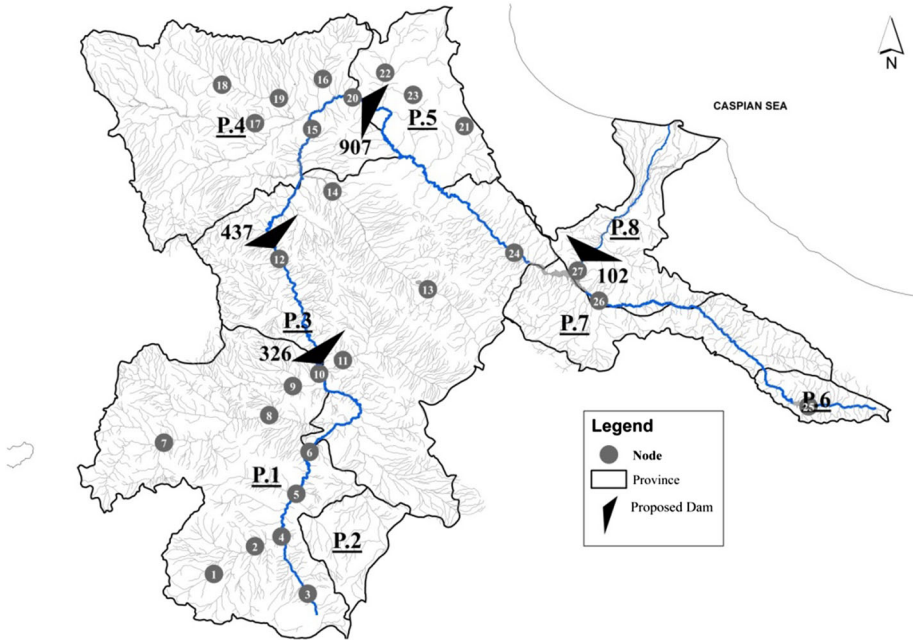 N
CASPIAN SEA
16
22
18
19
20
23
17
P.4
15
P.5
21
907
14
P.8
437
12
24
27
102
13
26
P.3
P.7
326
11
10
9
8
P.6
25
7
6
P.1
5
4
P.2
2
1
3
Legend
Node
Province
Proposed Dam